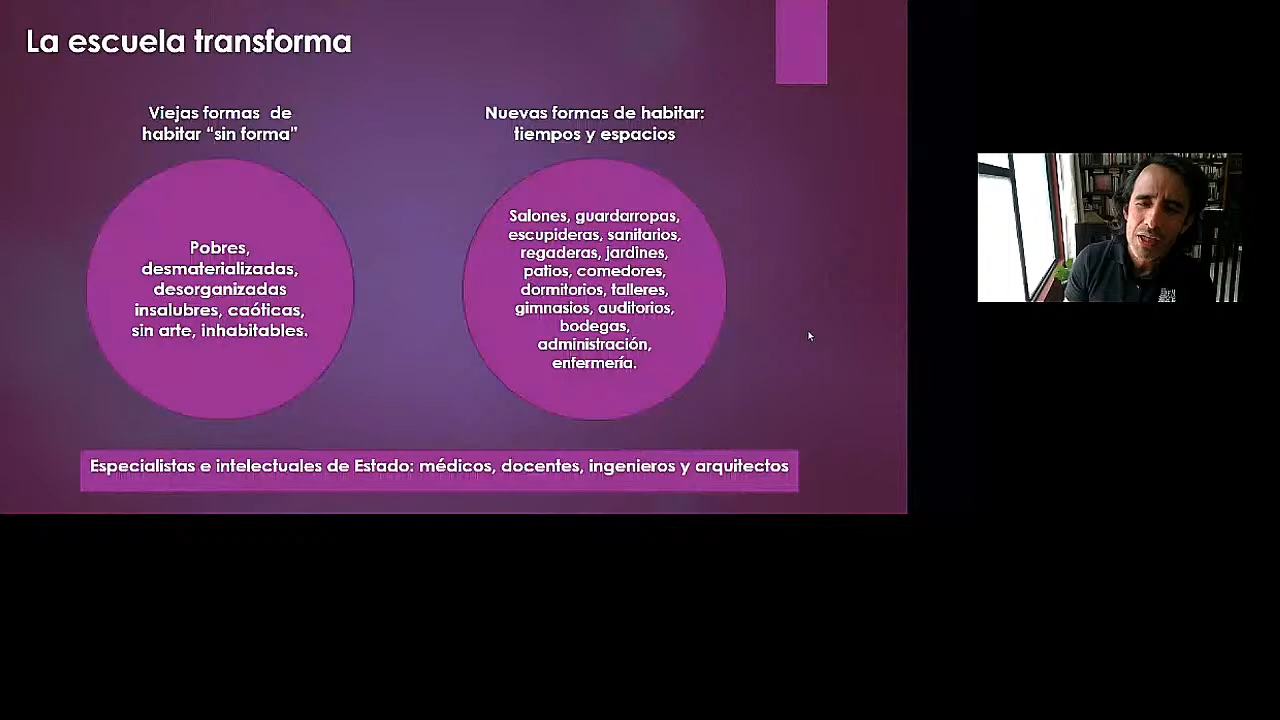 La escuela transforma
Viejas formas de
habitar “sin forma”
Pobres,
desmaterializadas,
desorganizadas
insalubres, caóticas,
sin arte, inhabitables.
Nuevas formas de habitar:
tiempos y espacios
Salones, guardarropas,
escupideras, sanitarios,
regaderas, jardines,
patios, comedores,
dormitorios, talleres,
gimnasios, auditorios,
bodegas,
administración,
enfermería.
Especialistas e intelectuales de Estado: médicos, docentes, ingenieros y arquitectos